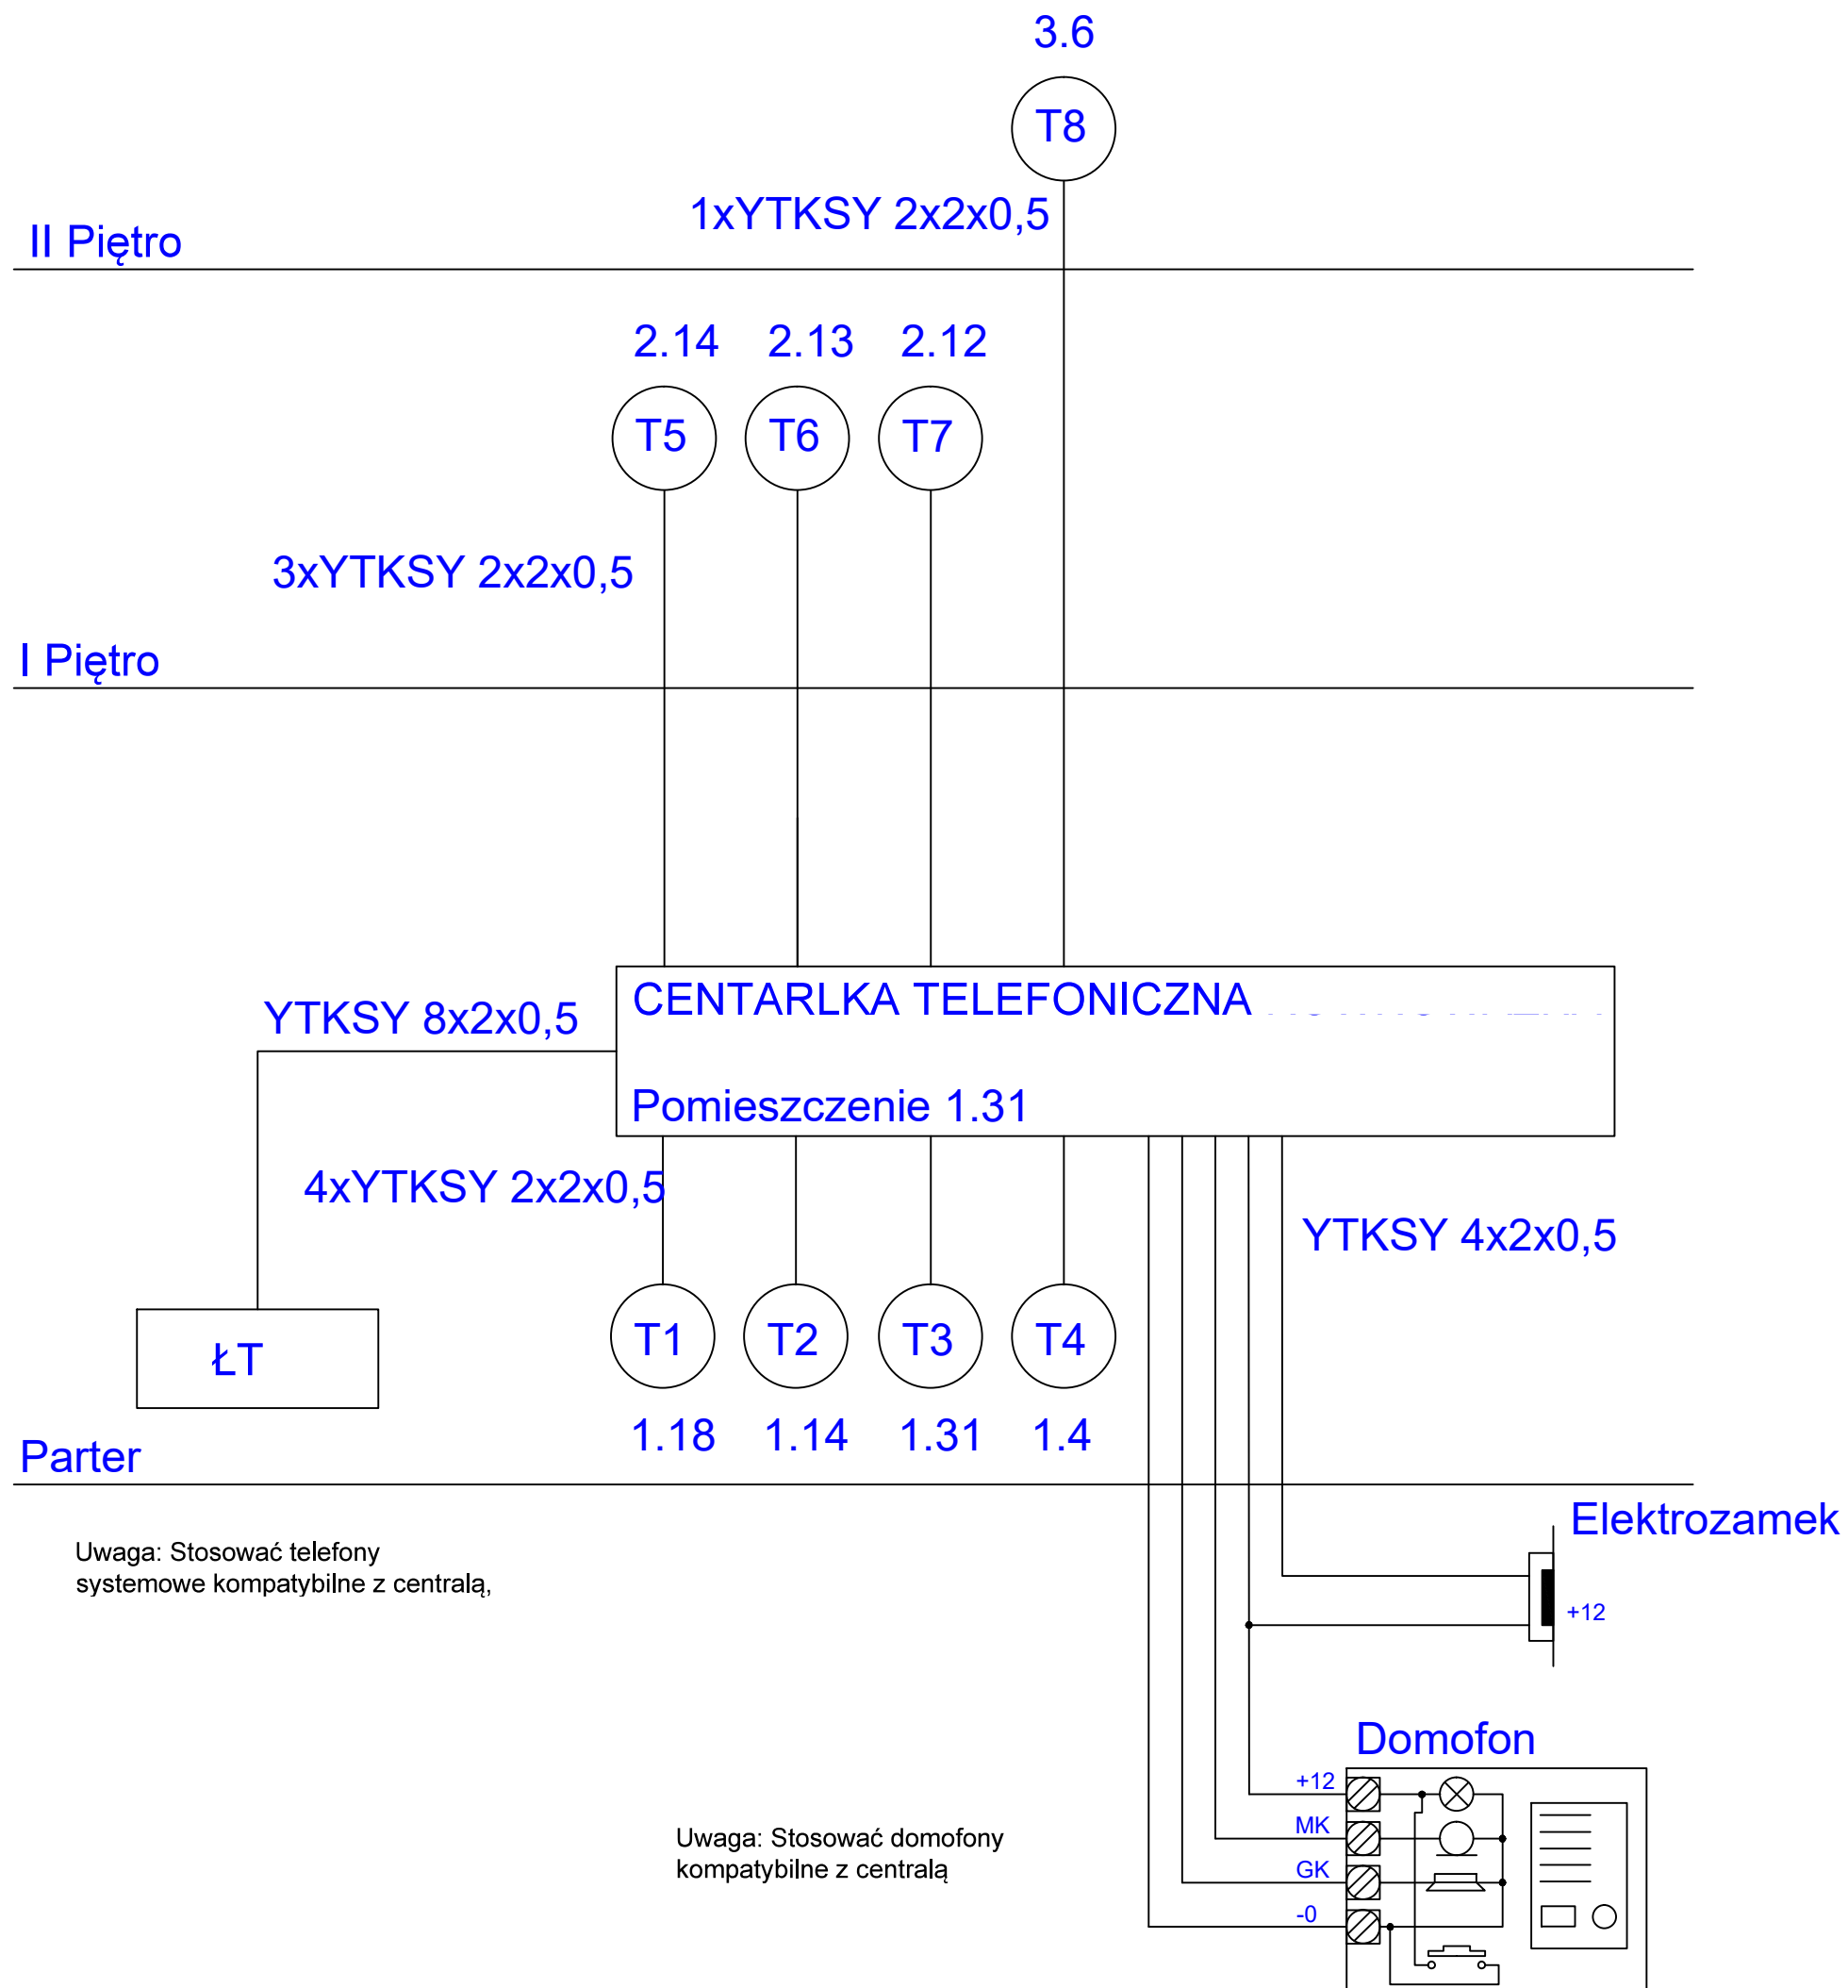 3.6
T8
1xYTKSY 2x2x0,5
II Piętro
2.14 2.13 2.12
T5 T6 T7
3xYTKSY 2x2x0,5
I Piętro
CENTARLKA TELEFONICZNA
YTKSY 8x2x0,5
Pomieszczenie 1.31
4xYTKSY 2x2x0,5
YTKSY 4x2x0,5
ŁT
T1 T2 T3 T4
1.18 1.14 1.31 1.4
Parter
Elektrozamek
Uwaga: Stosować telefony
systemowe kompatybilne z centralą,
+12
Domofon
+12
MK
Uwaga: Stosować domofony
kompatybilne z centralą
GK
-0